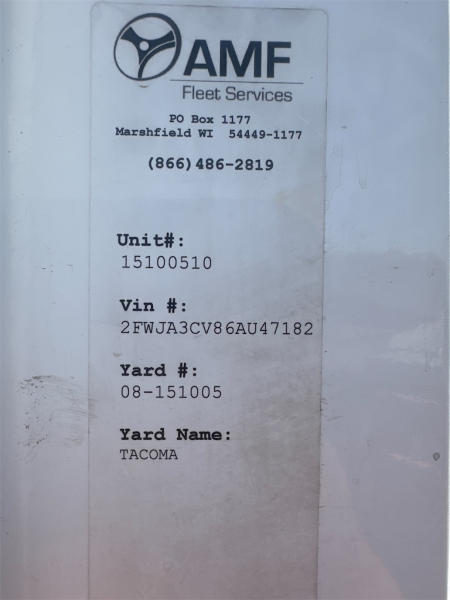 AMF
Fleet Services
PO Box 1177
Marshfield WI 54449-1177
(866)486-2819
Unit#:
15100510
Vin #:
2FWJA3CV86AU47182
Yard #:
08-151005
Yard Name:
TACOMA